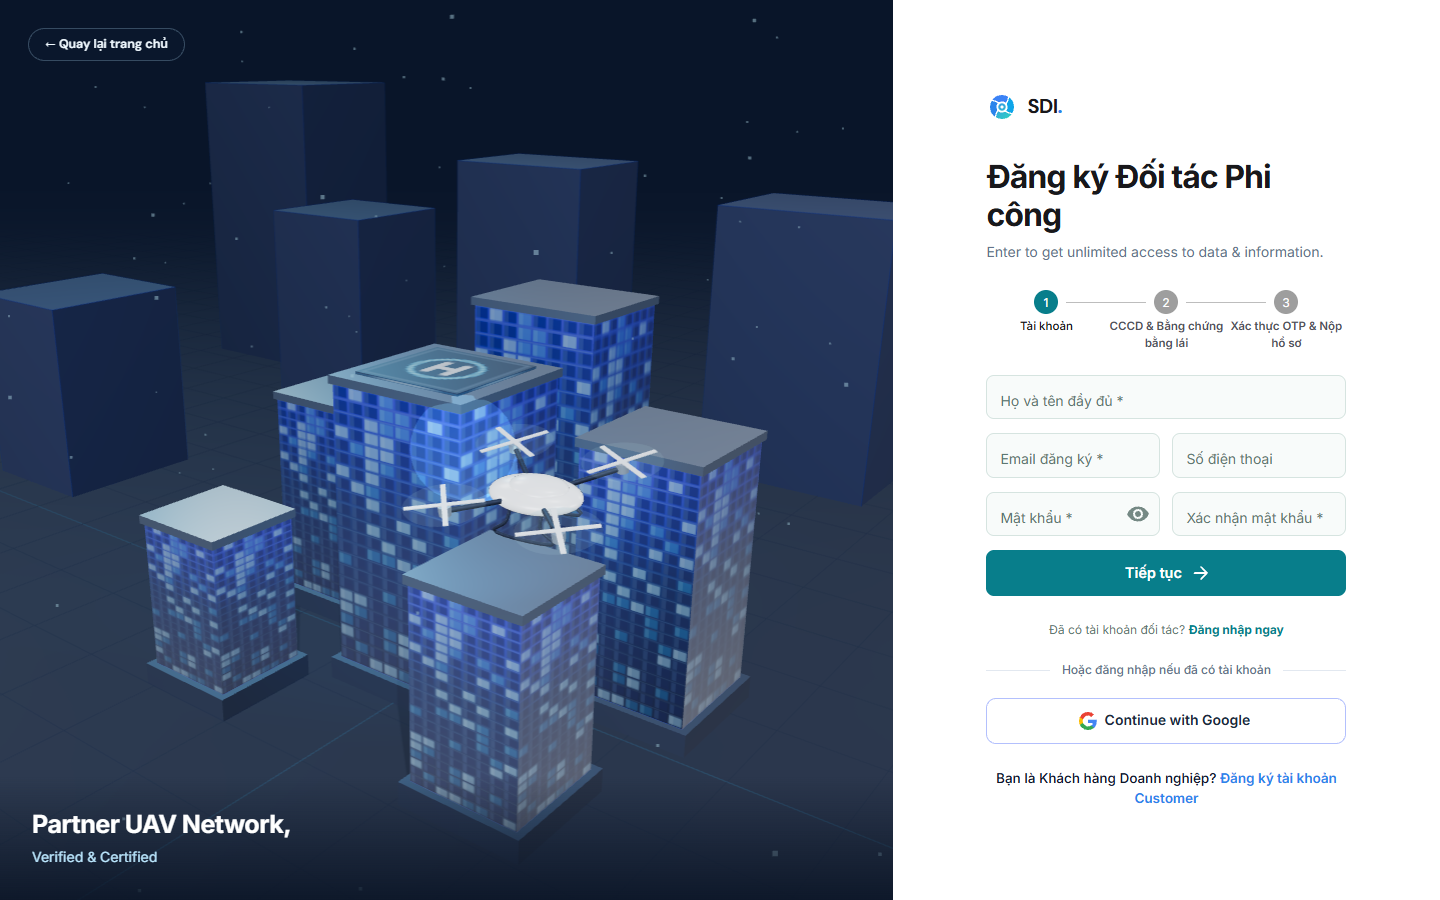 ← Quay lại trang chủ
SDI.
Đăng ký Đối tác Phi
công
Enter to get unlimited access to data & information.
1
2
3
Tài khoản
CCCD & Bằng chứng
bằng lái
Xác thực OTP & Nộp
hồ sơ
Họ và tên đầy đủ *
Email đăng ký *
Số điện thoại
Mật khẩu *
Xác nhận mật khẩu *
Tiếp tục →
Đã có tài khoản đối tác? Đăng nhập ngay
Hoặc đăng nhập nếu đã có tài khoản
Continue with Google
Bạn là Khách hàng Doanh nghiệp? Đăng ký tài khoản
Customer
H
Partner UAV Network,
Verified & Certified